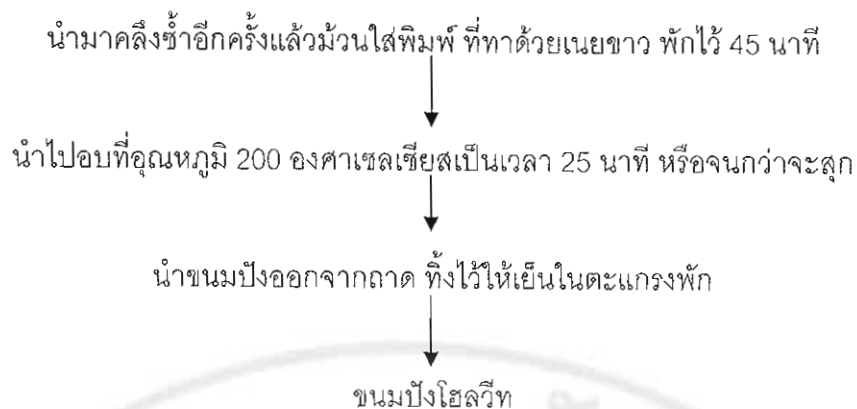 นำมาคลึงซ้ำอีกครั้งแล้วม้วนใส่พิมพ์ ที่ทาด้วยเนยขาว พักไว้ 45 นาที
นำไปอบที่อุณหภูมิ 200 องศาเซลเซียสเป็นเวลา 25 นาที หรือจนกว่าจะสุก
นำขนมปังออกจากถาด ทิ้งไว้ให้เย็นในตะแกรงพัก
ขนมปังโฮลวีท